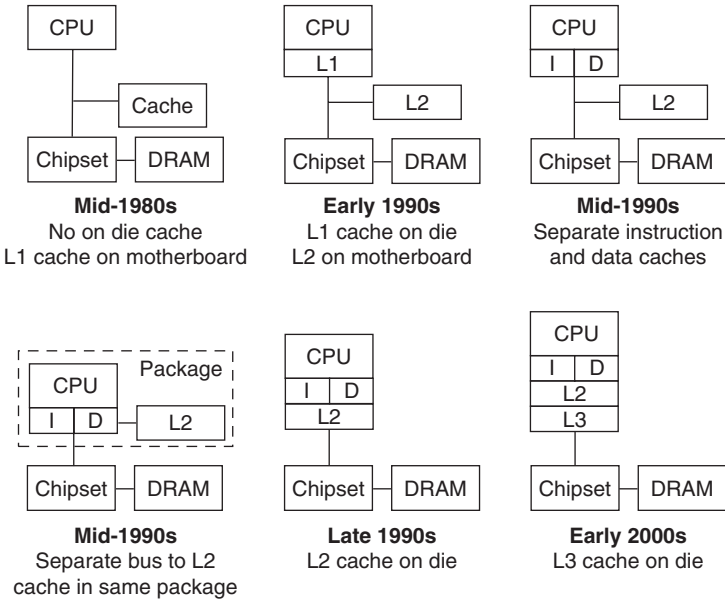 CPU
Cache
Chipset
DRAM
Mid-1980s
No on die cache
L1 cache on motherboard
CPU
L1
L2
Chipset
DRAM
Early 1990s
L1 cache on die
L2 on motherboard
CPU
I
D
L2
Chipset
DRAM
Mid-1990s
Separate instruction
and data caches
Package
CPU
I
D
L2
Chipset
DRAM
Mid-1990s
Separate bus to L2
cache in same package
CPU
I
D
L2
Chipset
DRAM
Late 1990s
L2 cache on die
CPU
I
D
L2
L3
Chipset
DRAM
Early 2000s
L3 cache on die